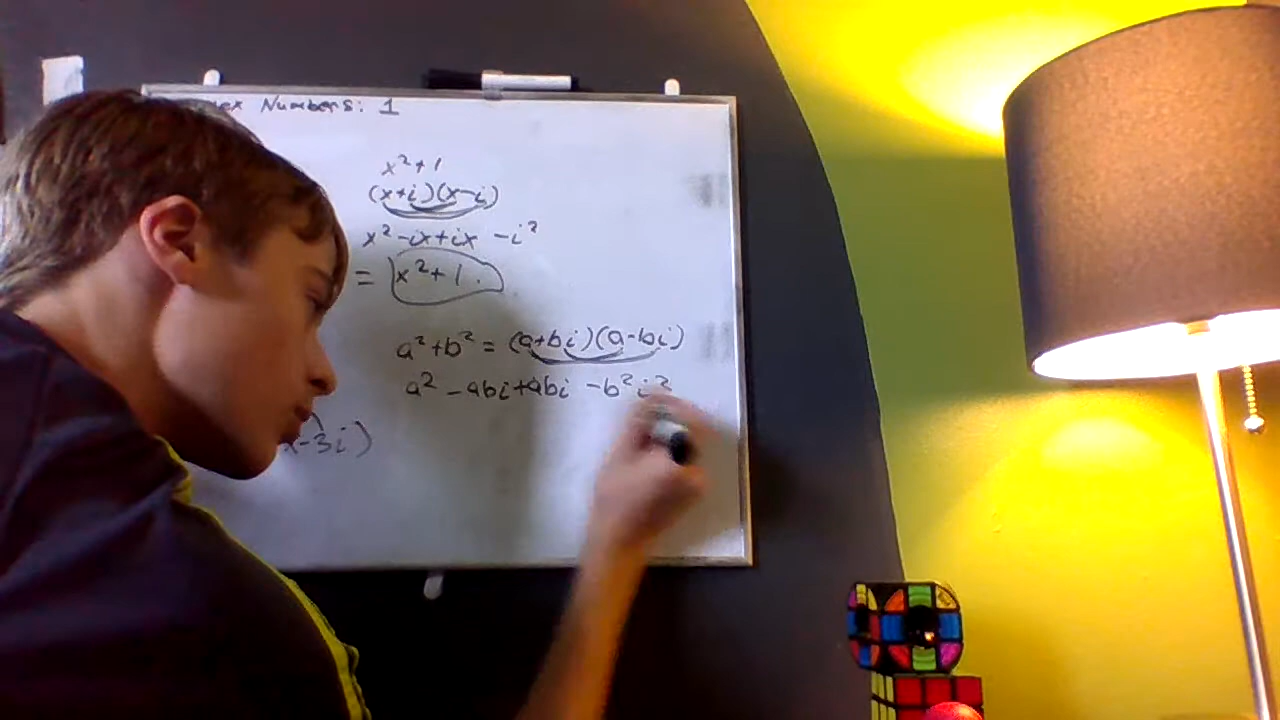 Numbers: 1
x²+1
(x+i)(x-i)
x²-ix+ix -i²
= x²+1.
a²+b² = (a+bi)(a-bi)
a² -abi+abi -b²i²
x-3i)